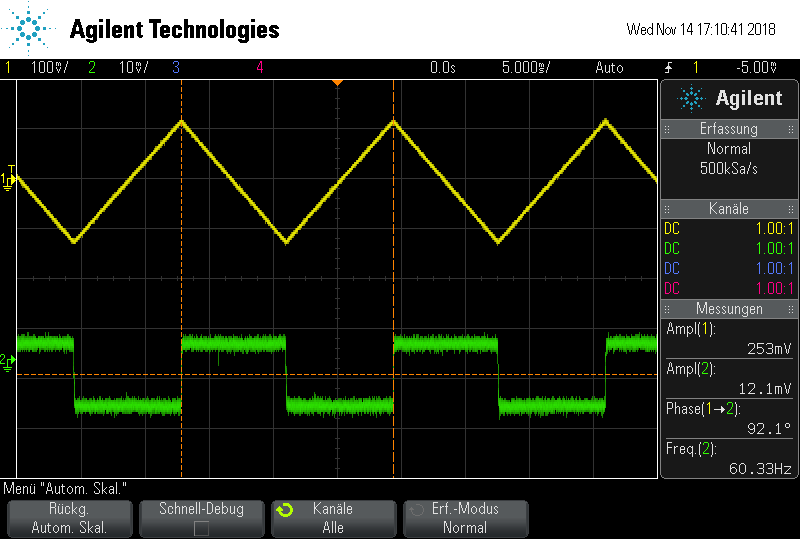 Agilent Technologies
Wed Nov 14 17:10:41 2018
1 100mV/ 2 10mV/ 3 4 0.0s 5.000ms/ Auto 1 -5.00mV
Agilent
Erfassung
Normal
500kSa/s
Kanäle
DC 1.00:1
DC 1.00:1
DC 1.00:1
DC 1.00:1
Messungen
Ampl(1):
253mV
Ampl(2):
12.1mV
Phase(1→2):
92.1°
Freq.(2):
60.33Hz
1
T
2
Menü "Autom. Skal."
Rückg.
Autom. Skal.
Schnell-Debug
Kanäle
Alle
Erf.-Modus
Normal